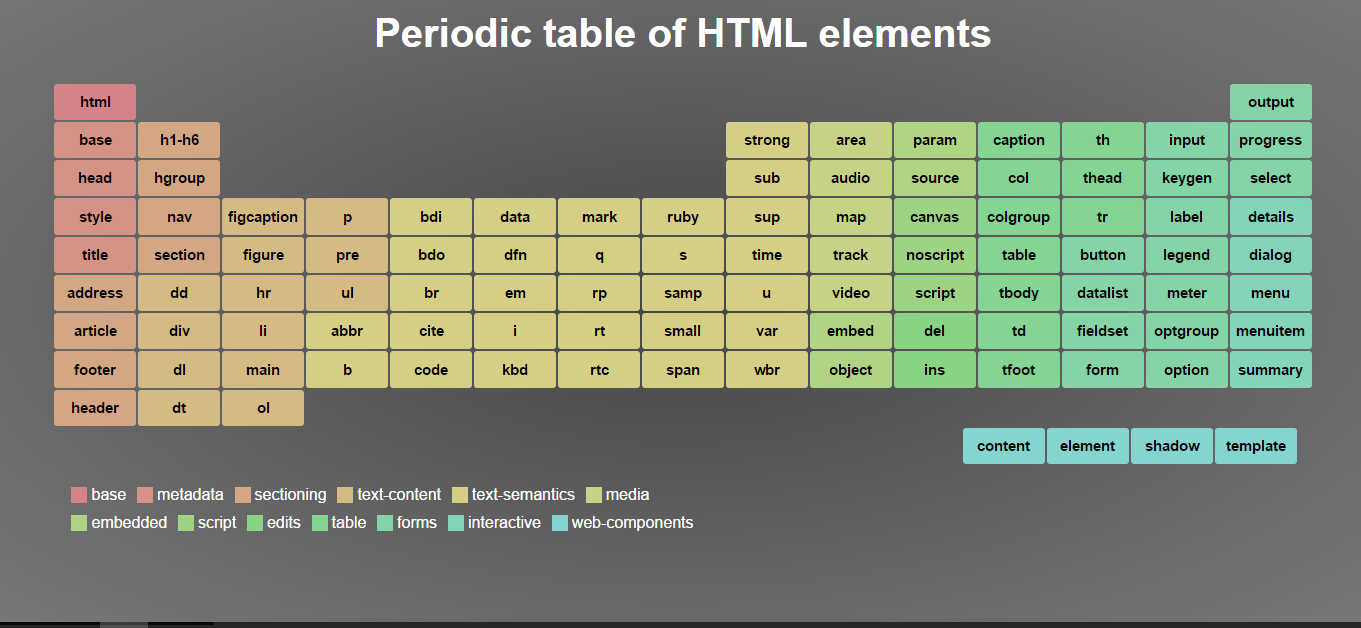 Periodic table of HTML elements
html output
base h1-h6 strong area param caption th input progress
head hgroup sub audio source col thead keygen select
style nav figcaption p bdi data mark ruby sup map canvas colgroup tr label details
title section figure pre bdo dfn q s time track noscript table button legend dialog
address dd hr ul br em rp samp u video script tbody datalist meter menu
article div li abbr cite i rt small var embed del td fieldset optgroup menuitem
footer dl main b code kbd rtc span wbr object ins tfoot form option summary
header dt ol
content element shadow template
base metadata sectioning text-content text-semantics media
embedded script edits table forms interactive web-components